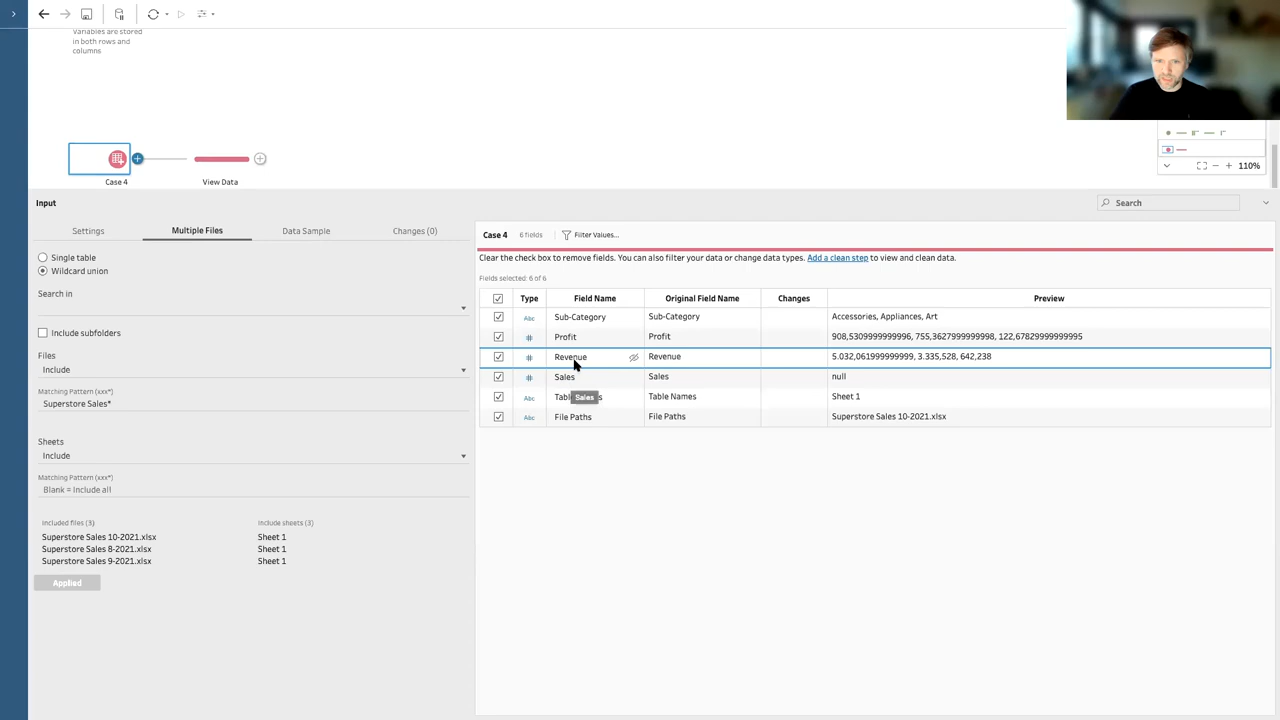 Variables are stored
in both rows and
columns
110%
Case 4
View Data
Input
Search
Settings
Multiple Files
Data Sample
Changes (0)
Single table
Wildcard union
Search in
Include subfolders
Files
Include
Matching Pattern (xxx*)
Superstore Sales*
Sheets
Include
Matching Pattern (xxx*)
Blank = Include all
Included files (3)
Include sheets (3)
Superstore Sales 10-2021.xlsx
Sheet 1
Superstore Sales 8-2021.xlsx
Sheet 1
Superstore Sales 9-2021.xlsx
Sheet 1
Applied
Case 4
6 fields
Filter Values...
Clear the check box to remove fields. You can also filter your data or change data types. Add a clean step to view and clean data.
Fields selected: 6 of 6
Type Field Name Original Field Name Changes Preview
Abc Sub-Category Sub-Category Accessories, Appliances, Art
# Profit Profit 908,5309999999996, 755,3627999999998, 122,67829999999995
# Revenue Revenue 5.032,061999999999, 3.335,528, 642,238
# Sales Sales null
Abc Sales Table Names Sheet 1
Abc File Paths File Paths Superstore Sales 10-2021.xlsx